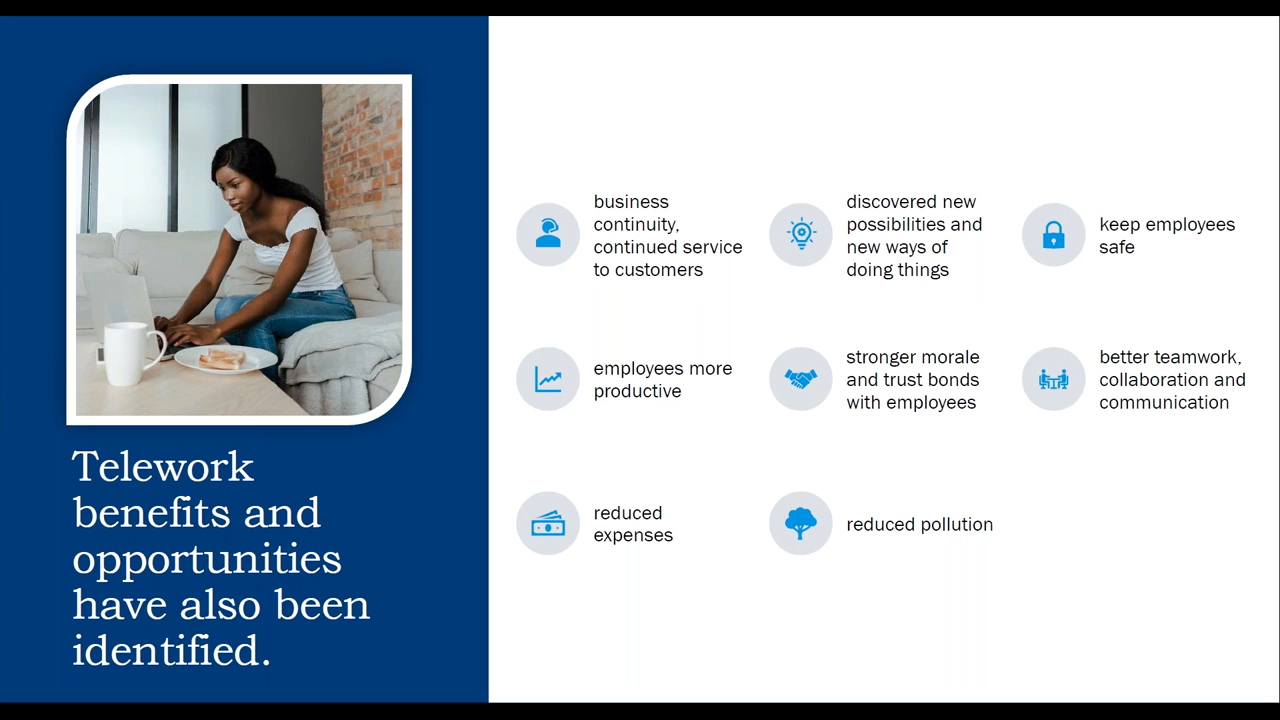 Telework
benefits and
opportunities
have also been
identified.
business
continuity,
continued service
to customers
discovered new
possibilities and
new ways of
doing things
keep employees
safe
employees more
productive
stronger morale
and trust bonds
with employees
better teamwork,
collaboration and
communication
reduced
expenses
reduced pollution